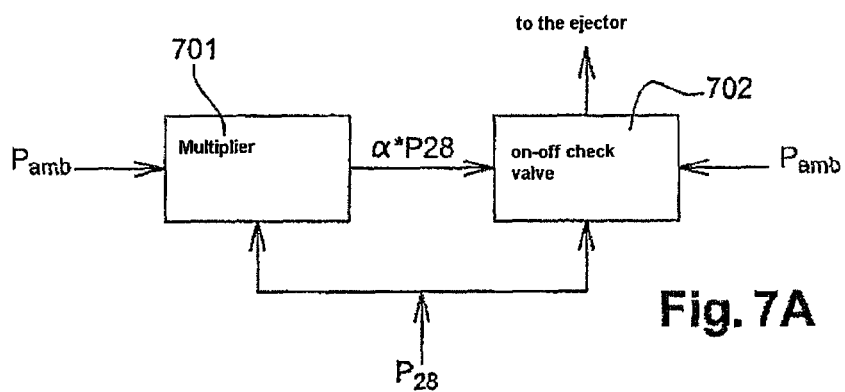 to the ejector
701
702
Multiplier
P_amb
α*P28
on-off check
valve
P_amb
P_28
Fig. 7A